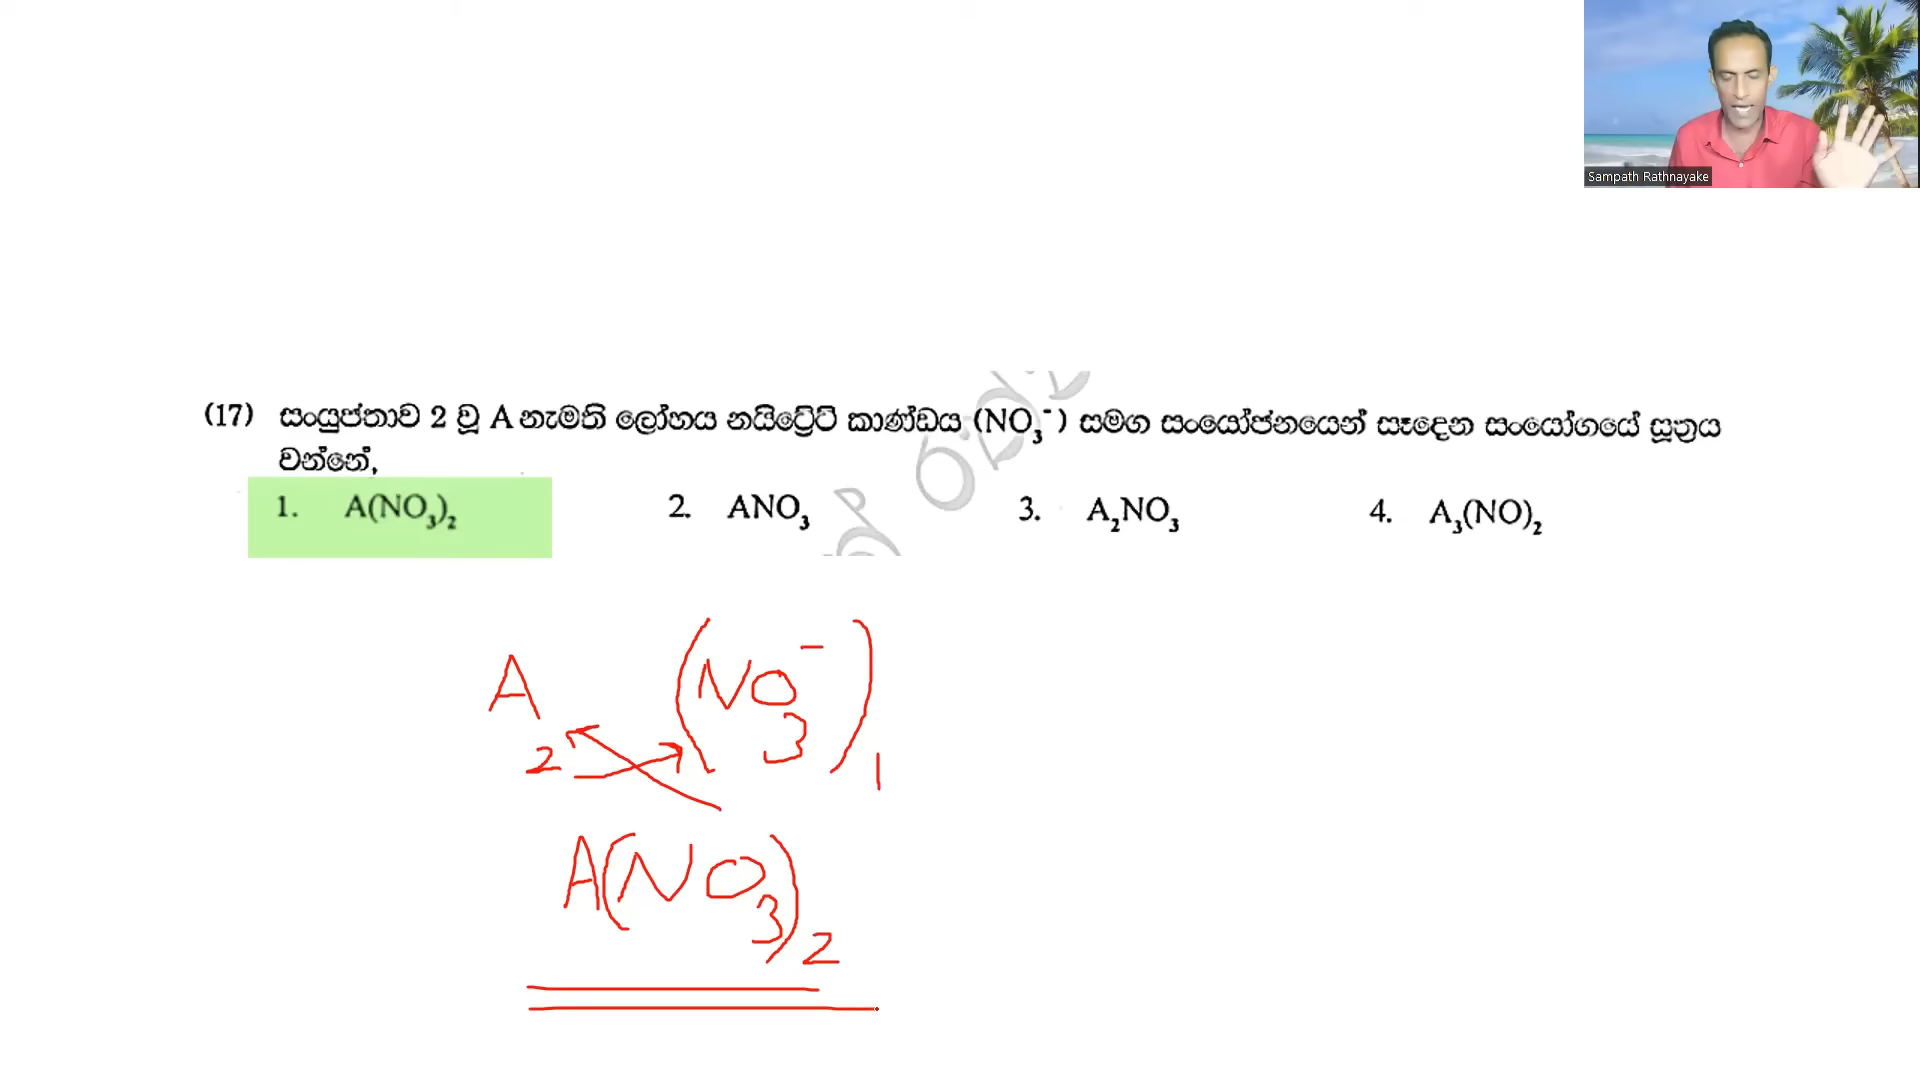 Sampath Rathnayake
(17) සංයුජතාව 2 වූ A නැමති ලෝහය නයිට්‍රේට් කාණ්ඩය (NO₃⁻) සමග සංයෝජනයෙන් සෑදෙන සංයෝගයේ සූත්‍රය
වන්නේ,
1. A(NO₃)₂ 2. ANO₃ 3. A₂NO₃ 4. A₃(NO)₂
A₂ (NO₃⁻)₁
A(NO₃)₂